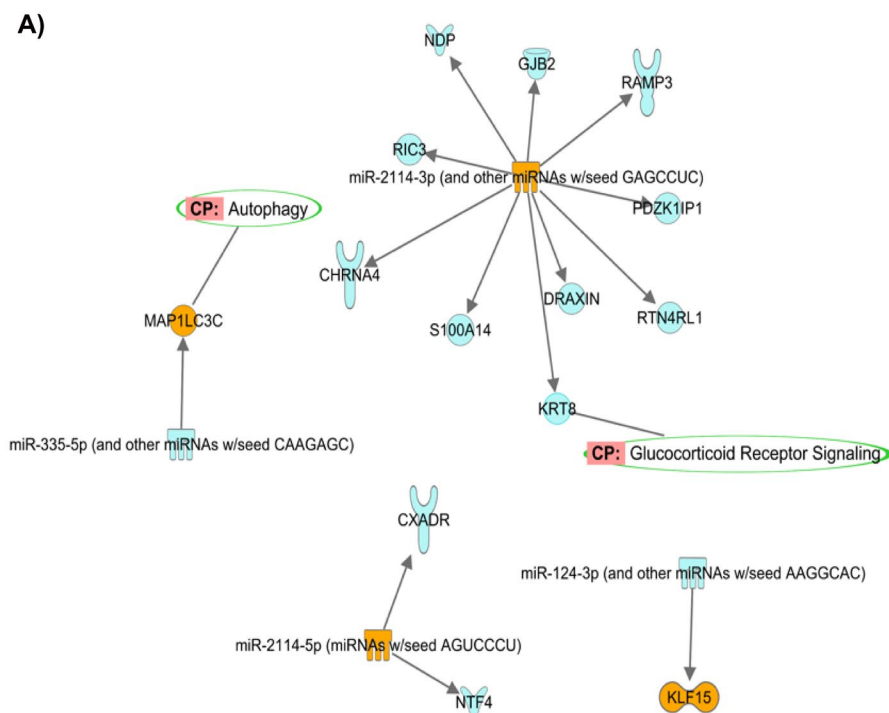 A)
NDP
GJB2
RAMP3
RIC3
miR-2114-3p (and other miRNAs w/seed GAGCCUC)
CP: Autophagy
PDZK1IP1
CHRNA4
DRAXIN
MAP1LC3C
S100A14
RTN4RL1
KRT8
miR-335-5p (and other miRNAs w/seed CAAGAGC)
CP: Glucocorticoid Receptor Signaling
CXADR
miR-124-3p (and other miRNAs w/seed AAGGCAC)
miR-2114-5p (miRNAs w/seed AGUCCCU)
KLF15
NTF4